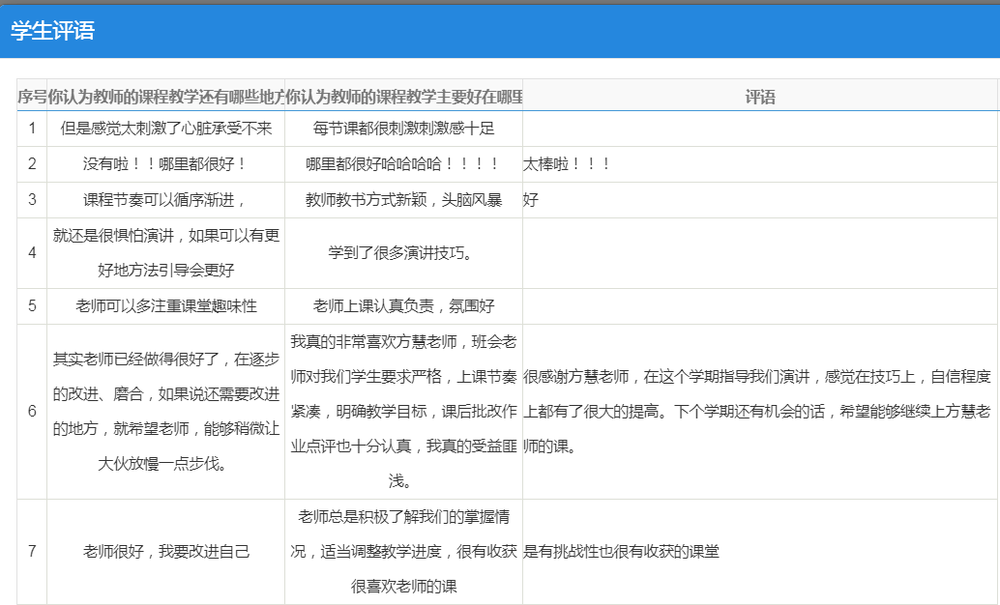 学生评语
序号 你认为教师的课程教学还有哪些地方 你认为教师的课程教学主要好在哪里 评语
1 但是感觉太刺激了心脏承受不来 每节课都很刺激刺激感十足
2 没有啦！！哪里都很好！ 哪里都很好哈哈哈哈！！！！ 太棒啦！！！
3 课程节奏可以循序渐进， 教师教书方式新颖，头脑风暴 好
4
就还是很惧怕演讲，如果可以有更
好地方法引导会更好
学到了很多演讲技巧。
5 老师可以多注重课堂趣味性 老师上课认真负责，氛围好
6
其实老师已经做得很好了，在逐步
的改进、磨合，如果说还需要改进
的地方，就希望老师，能够稍微让
大伙放慢一点步伐。
我真的非常喜欢方慧老师，班会老
师对我们学生要求严格，上课节奏
紧凑，明确教学目标，课后批改作
业点评也十分认真，我真的受益匪
浅。
很感谢方慧老师，在这个学期指导我们演讲，感觉在技巧上，自信程度
上都有了很大的提高。下个学期还有机会的话，希望能够继续上方慧老
师的课。
7
老师很好，我要改进自己
老师总是积极了解我们的掌握情
况，适当调整教学进度，很有收获
很喜欢老师的课
是有挑战性也很有收获的课堂